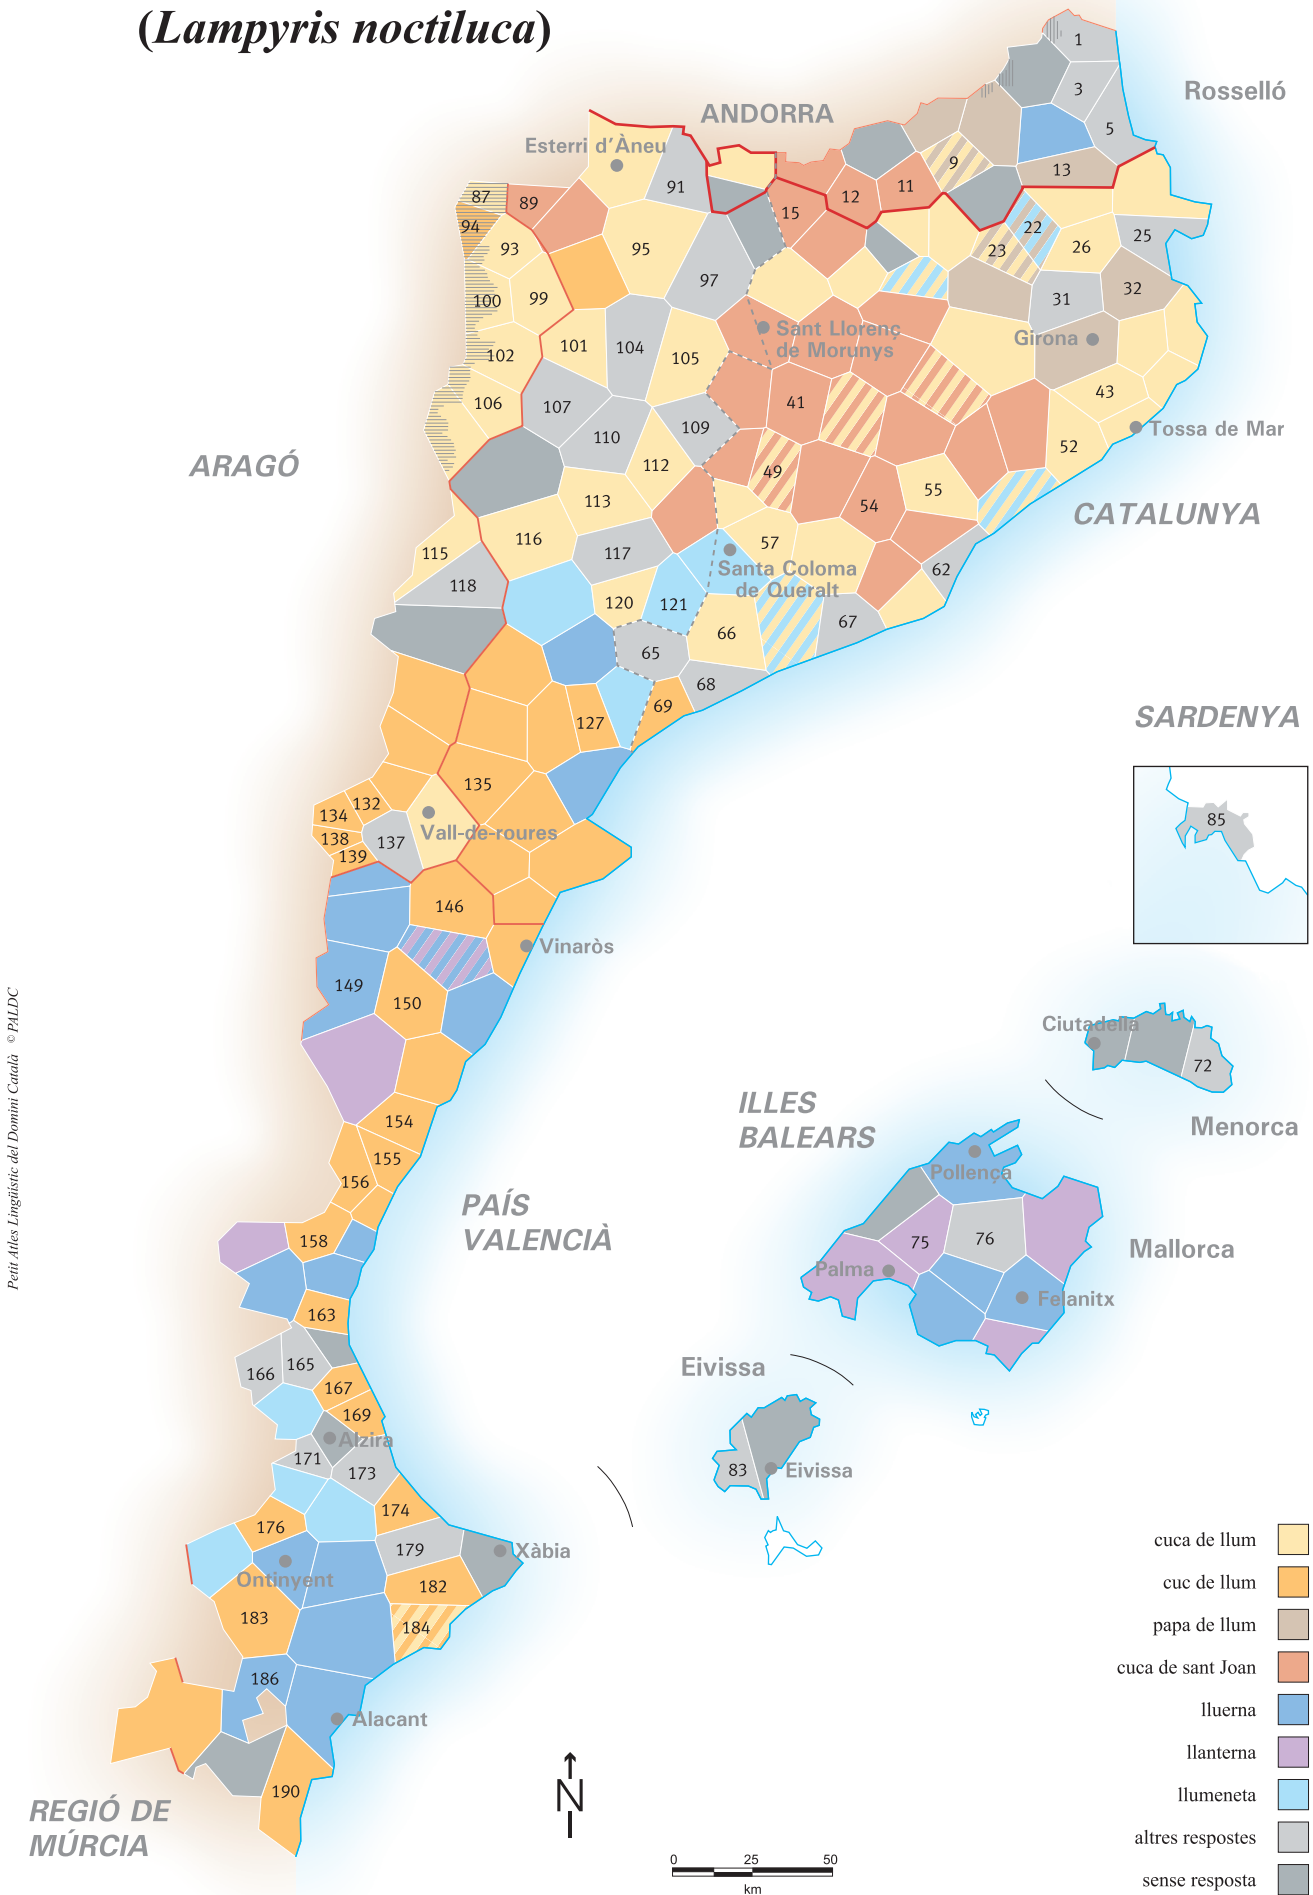 (Lampyris noctiluca)
1
ANDORRA
Rosselló
3
5
Esterri d'Àneu
9
13
91
87
89
12
11
15
94
22
25
93
95
23
26
97
32
100
99
31
Sant Llorenç
de Morunys
Girona
102
101
104
105
106
107
41
43
109
Tossa de Mar
110
52
ARAGÓ
112
49
55
113
54
CATALUNYA
116
57
115
117
Santa Coloma
de Queralt
62
118
120
121
66
67
65
68
69
127
SARDENYA
135
134
132
Vall-de-roures
138
137
139
85
146
Vinaròs
149
150
Petit Atles Lingüístic del Domini Català © PALDC
Ciutadella
72
ILLES
BALEARS
Menorca
154
155
156
Pollença
PAÍS
VALENCIÀ
158
75
76
Mallorca
Palma
Felanitx
163
165
166
Eivissa
167
169
Alzira
171
173
83
Eivissa
174
176
179
Xàbia
Ontinyent
182
183
184
186
Alacant
190
N
REGIÓ DE
MÚRCIA
0 25 50
km
cuca de llum
cuc de llum
papa de llum
cuca de sant Joan
lluerna
llanterna
llumeneta
altres respostes
sense resposta